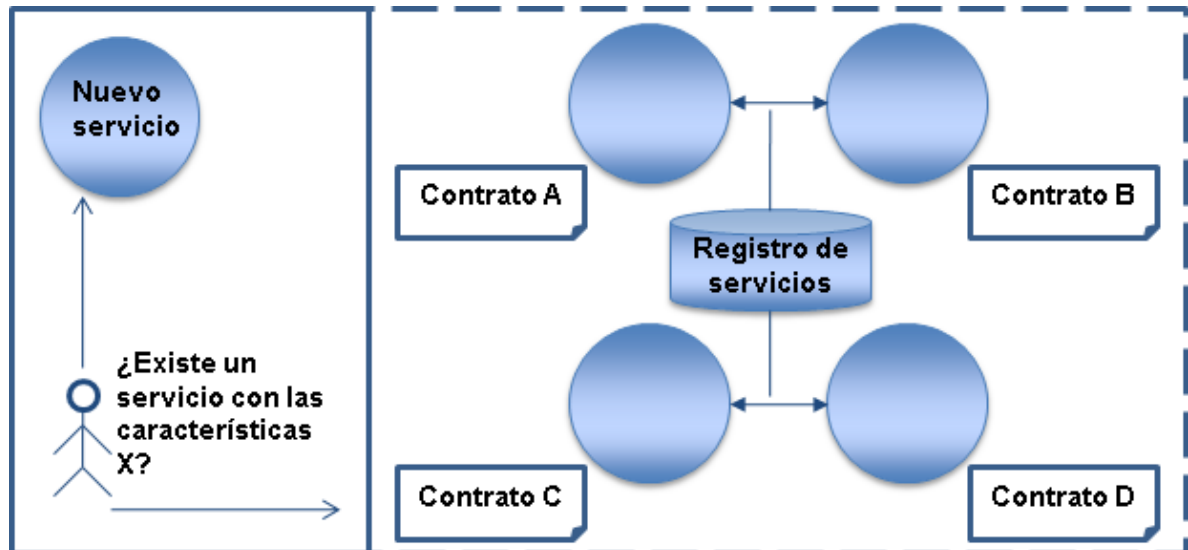 Nuevo
servicio
¿Existe un
servicio con las
características
X?
Contrato A
Contrato B
Registro de
servicios
Contrato C
Contrato D